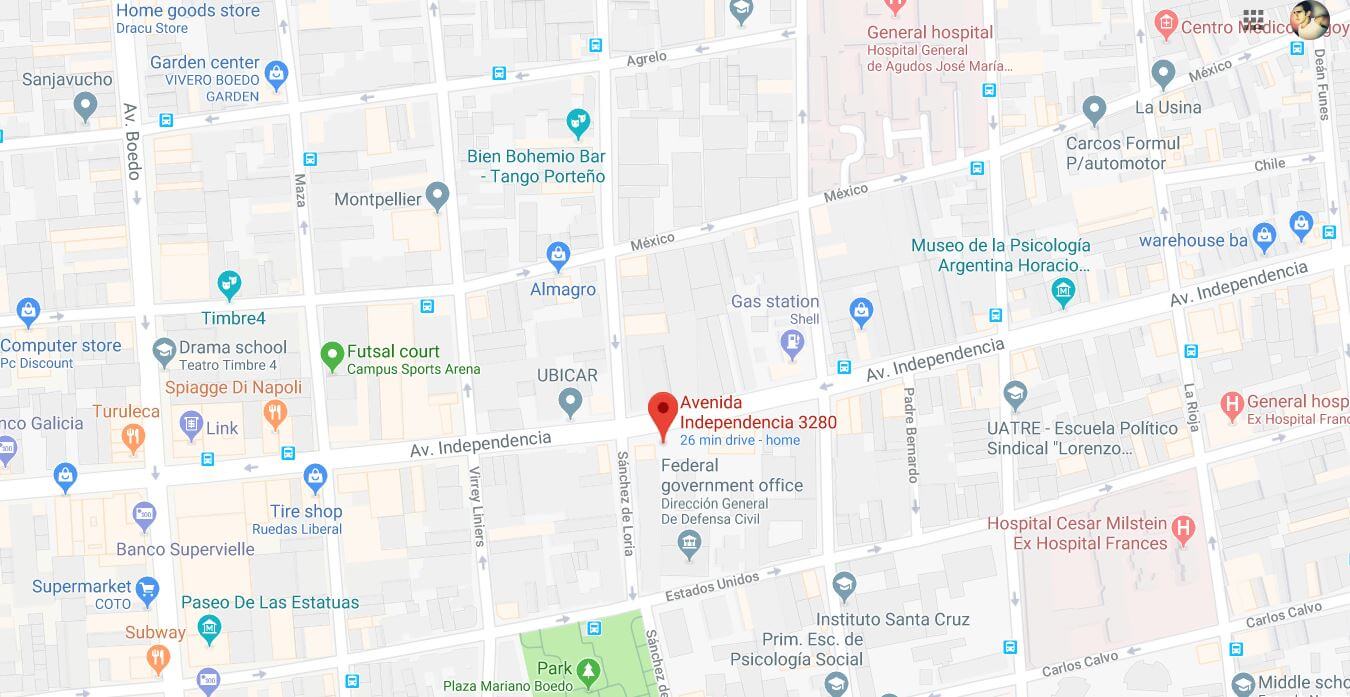 Home goods store
Dracu Store
General hospital
Hospital General
de Agudos José María...
Centro Médico
Agrelo
Garden center
VIVERO BOEDO
GARDEN
Sanjavucho
México
La Usina
Deán Funes
Av. Boedo
Carcos Formul
P/automotor
Bien Bohemio Bar
- Tango Porteño
Chile
Maza
Montpellier
México
México
Museo de la Psicología
Argentina Horacio...
warehouse ba
Av. Independencia
Almagro
Gas station
Shell
Timbre4
Computer store
Pc Discount
Drama school
Teatro Timbre 4
Futsal court
Campus Sports Arena
Av. Independencia
UBICAR
Spiagge Di Napoli
Turuleca
nco Galicia
Link
Avenida
Independencia 3280
26 min drive - home
Padre Bernardo
La Rioja
General hosp
Ex Hospital Franc
UATRE - Escuela Político
Sindical "Lorenzo...
Av. Independencia
Federal
government office
Dirección General
De Defensa Civil
Virrey Liniers
Sánchez de Loria
Tire shop
Ruedas Liberal
Banco Supervielle
Hospital Cesar Milstein
Ex Hospital Frances
Supermarket
COTO
Paseo De Las Estatuas
Estados Unidos
Instituto Santa Cruz
Carlos Calvo
Subway
Prim. Esc. de
Psicología Social
Sánchez de
Carlos Calvo
Park
Plaza Mariano Boedo
Middle scho